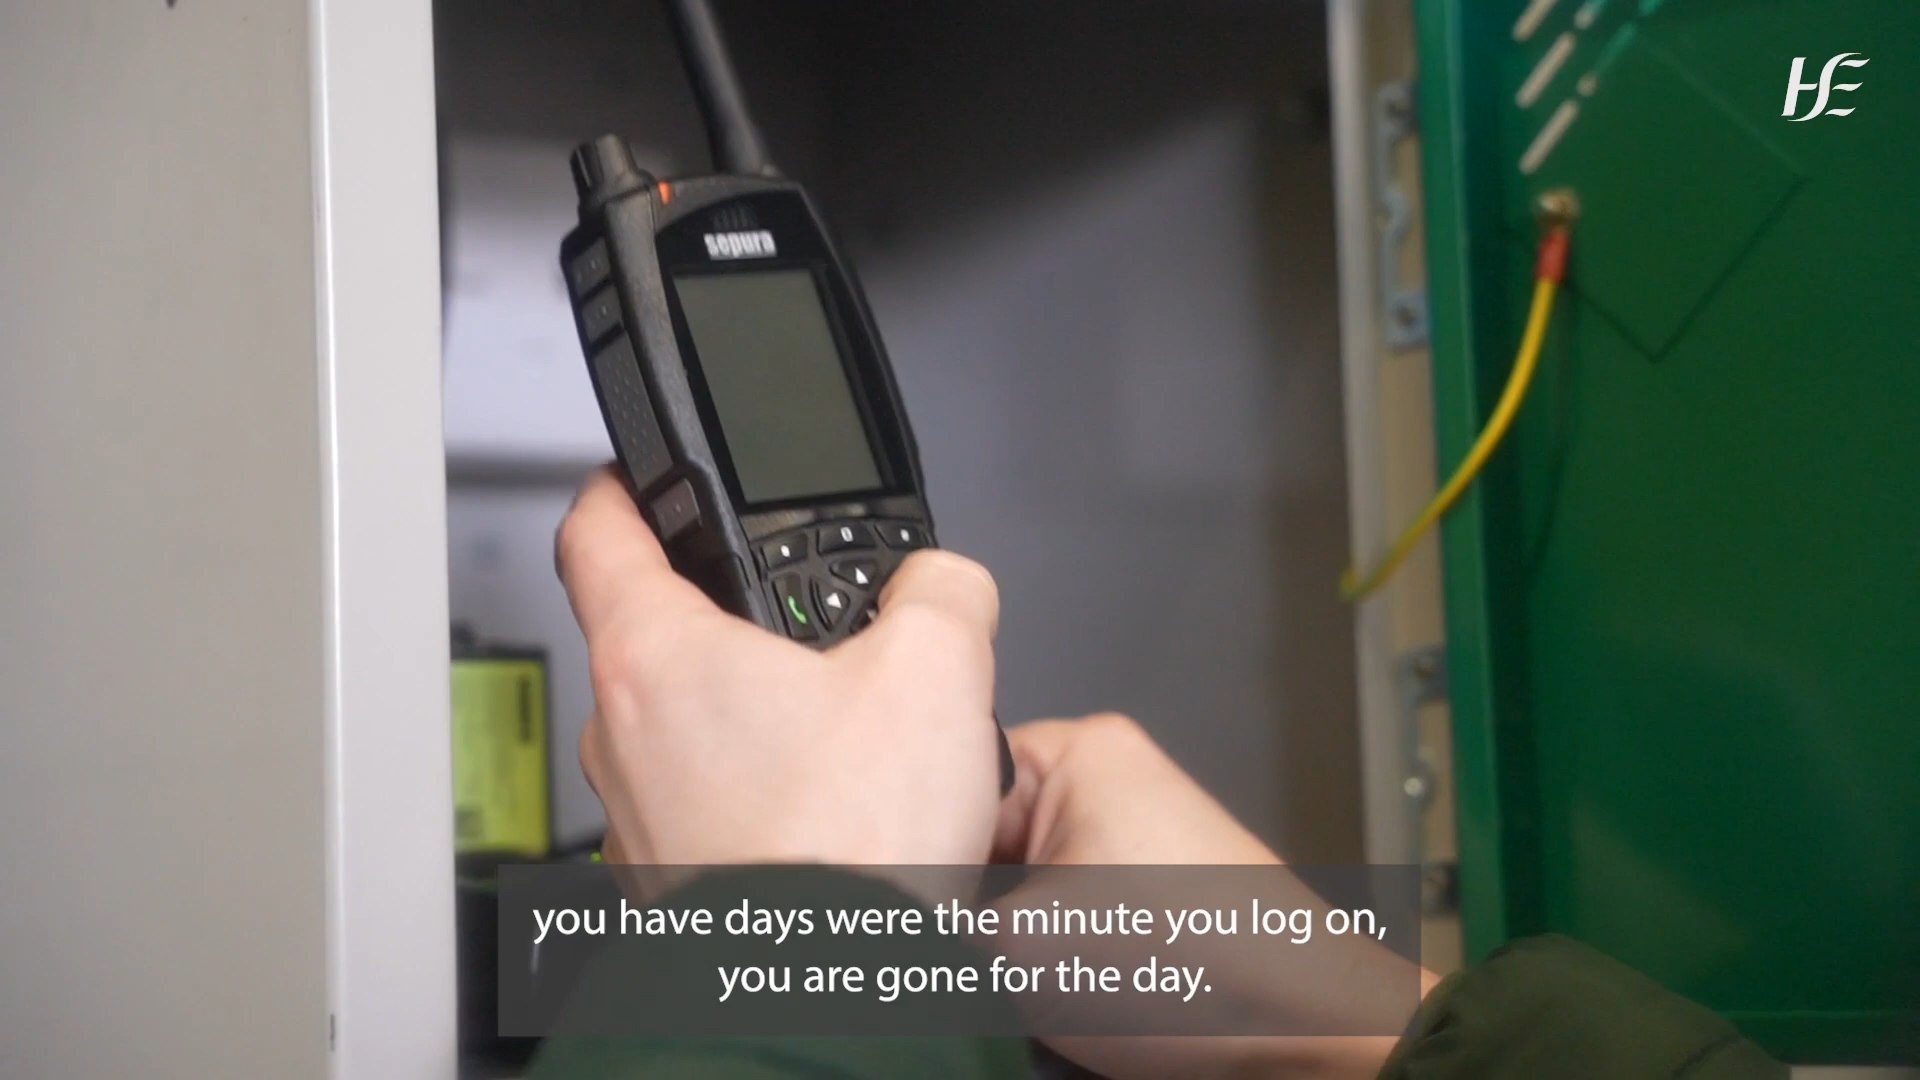 HSE
sepura
you have days were the minute you log on,
you are gone for the day.